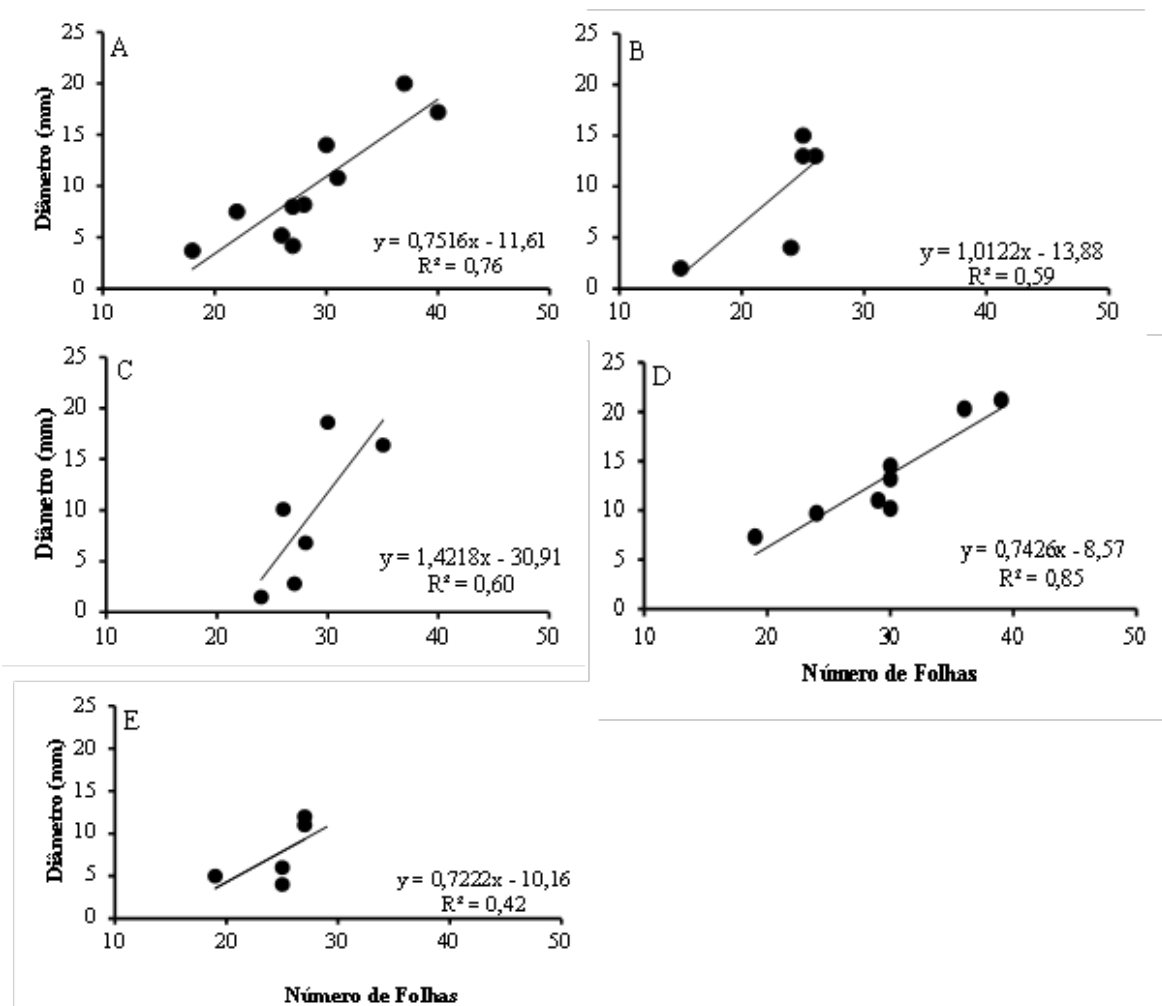 A
Diâmetro (mm)
25
20
15
10
5
0
10 20 30 40 50
y = 0,7516x - 11,61
R² = 0,76
B
25
20
15
10
5
0
10 20 30 40 50
y = 1,0122x - 13,88
R² = 0,59
C
Diâmetro (mm)
25
20
15
10
5
0
10 20 30 40 50
y = 1,4218x - 30,91
R² = 0,60
D
25
20
15
10
5
0
10 20 30 40 50
y = 0,7426x - 8,57
R² = 0,85
Número de Folhas
E
Diâmetro (mm)
25
20
15
10
5
0
10 20 30 40 50
y = 0,7222x - 10,16
R² = 0,42
Número de Folhas